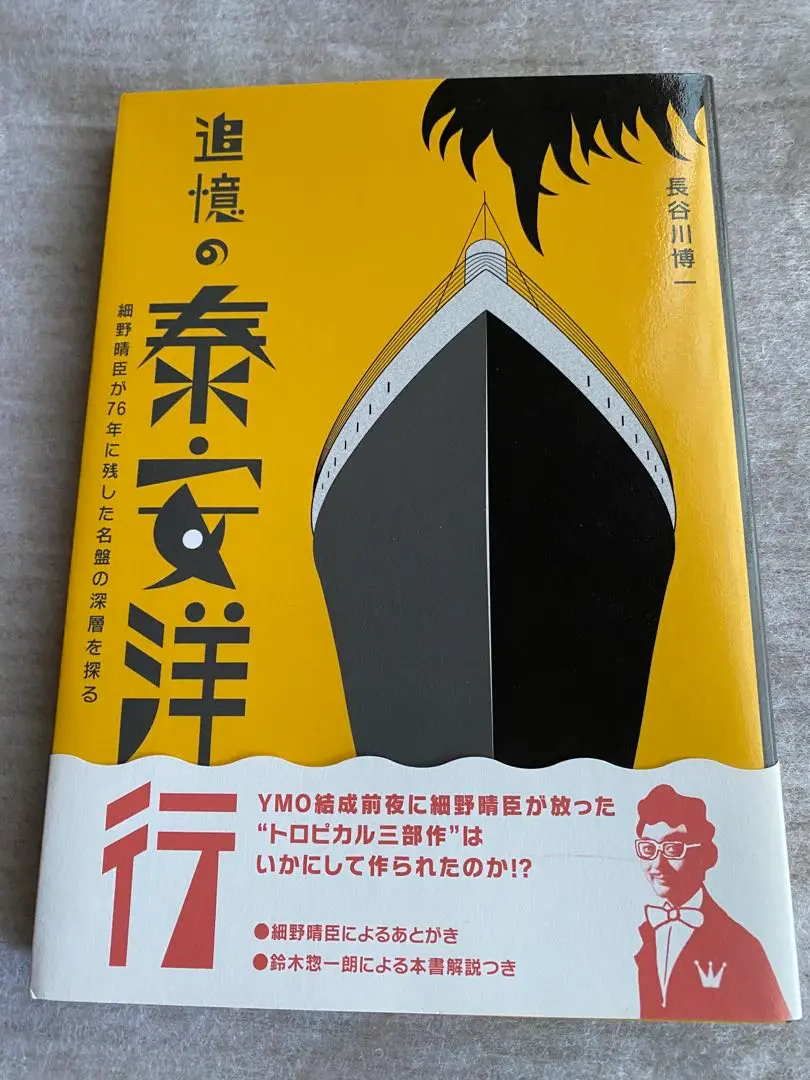 長谷川博一
追憶の泰安洋行
細野晴臣が76年に残した名盤の深層を探る
YMO結成前夜に細野晴臣が放った
“トロピカル三部作”は
いかにして作られたのか!?
●細野晴臣によるあとがき
●鈴木惣一朗による本書解説つき